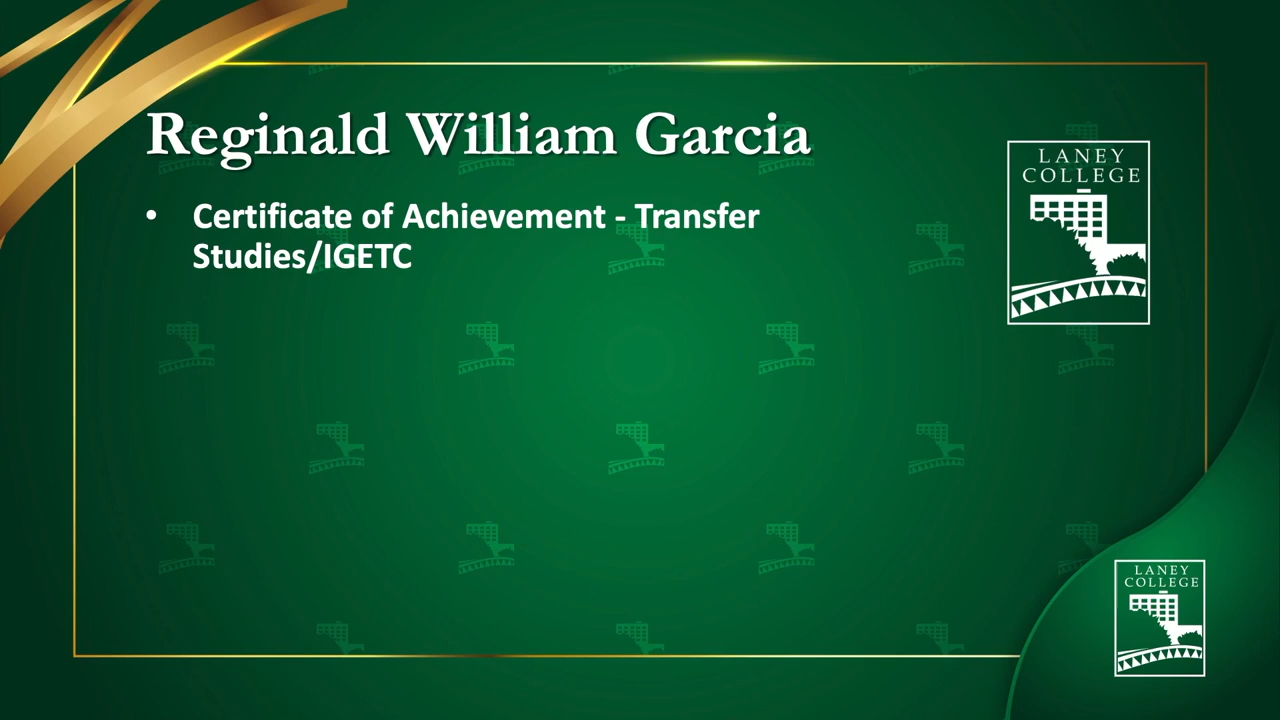 Reginald William Garcia
• Certificate of Achievement - Transfer
Studies/IGETC
LANEY
COLLEGE
LANEY
COLLEGE